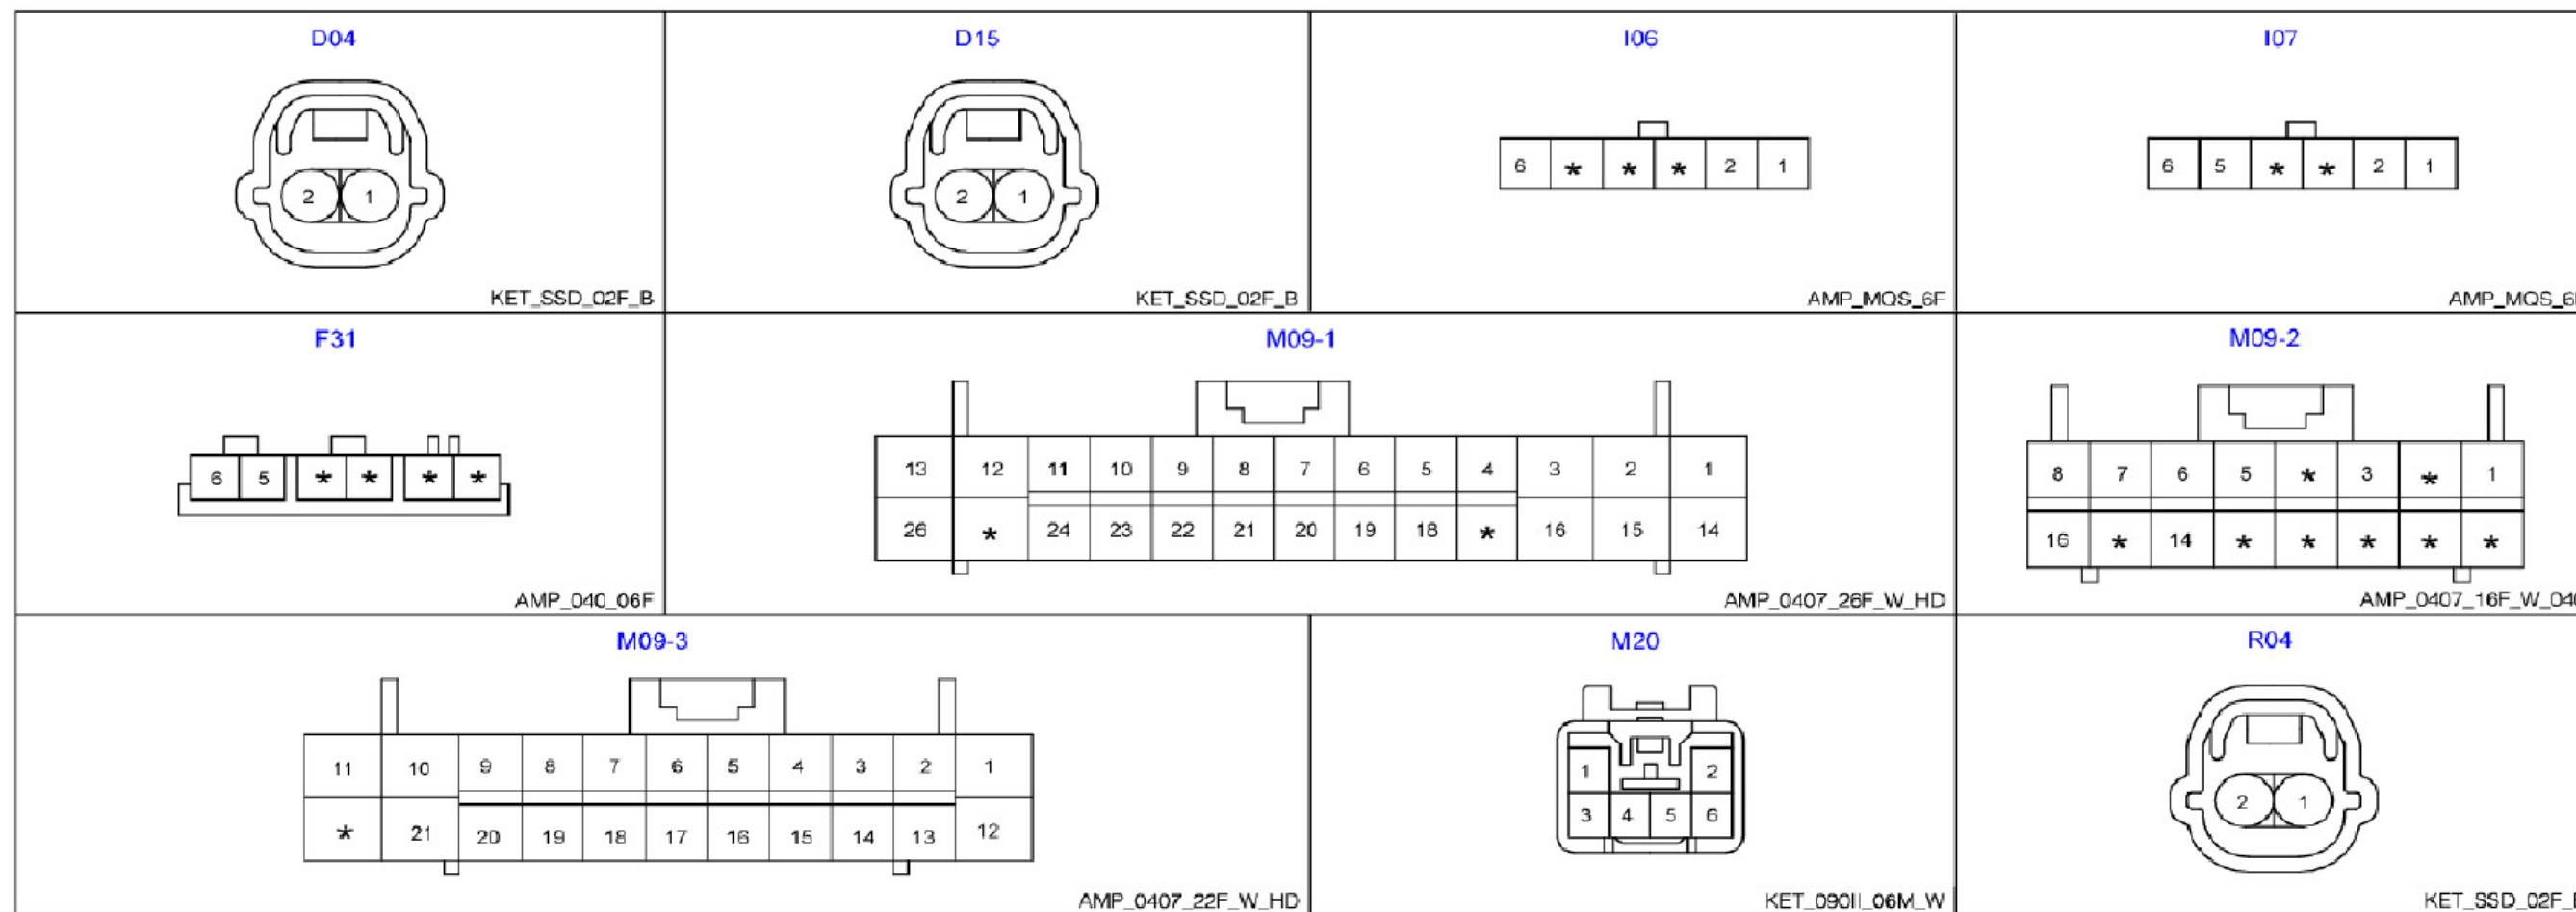 D04 D15 I06 I07
6 * * * 2 1 6 5 * * 2 1
2 1 2 1
KET_SSD_02F_B KET_SSD_02F_B AMP_MQS_6F AMP_MQS_6
F31 M09-1 M09-2
13 12 11 10 9 8 7 6 5 4 3 2 1
8 7 6 5 * 3 * 1
6 5 * * * *
26 * 24 23 22 21 20 19 18 * 16 15 14
16 * 14 * * * * *
AMP_040_06F AMP_0407_26F_W_HD AMP_0407_16F_W_04
M09-3 M20 R04
11 10 9 8 7 6 5 4 3 2 1
1 2
* 21 20 19 18 17 16 15 14 13 12
3 4 5 6
2 1
AMP_0407_22F_W_HD KET_090II_06M_W KET_SSD_02F_